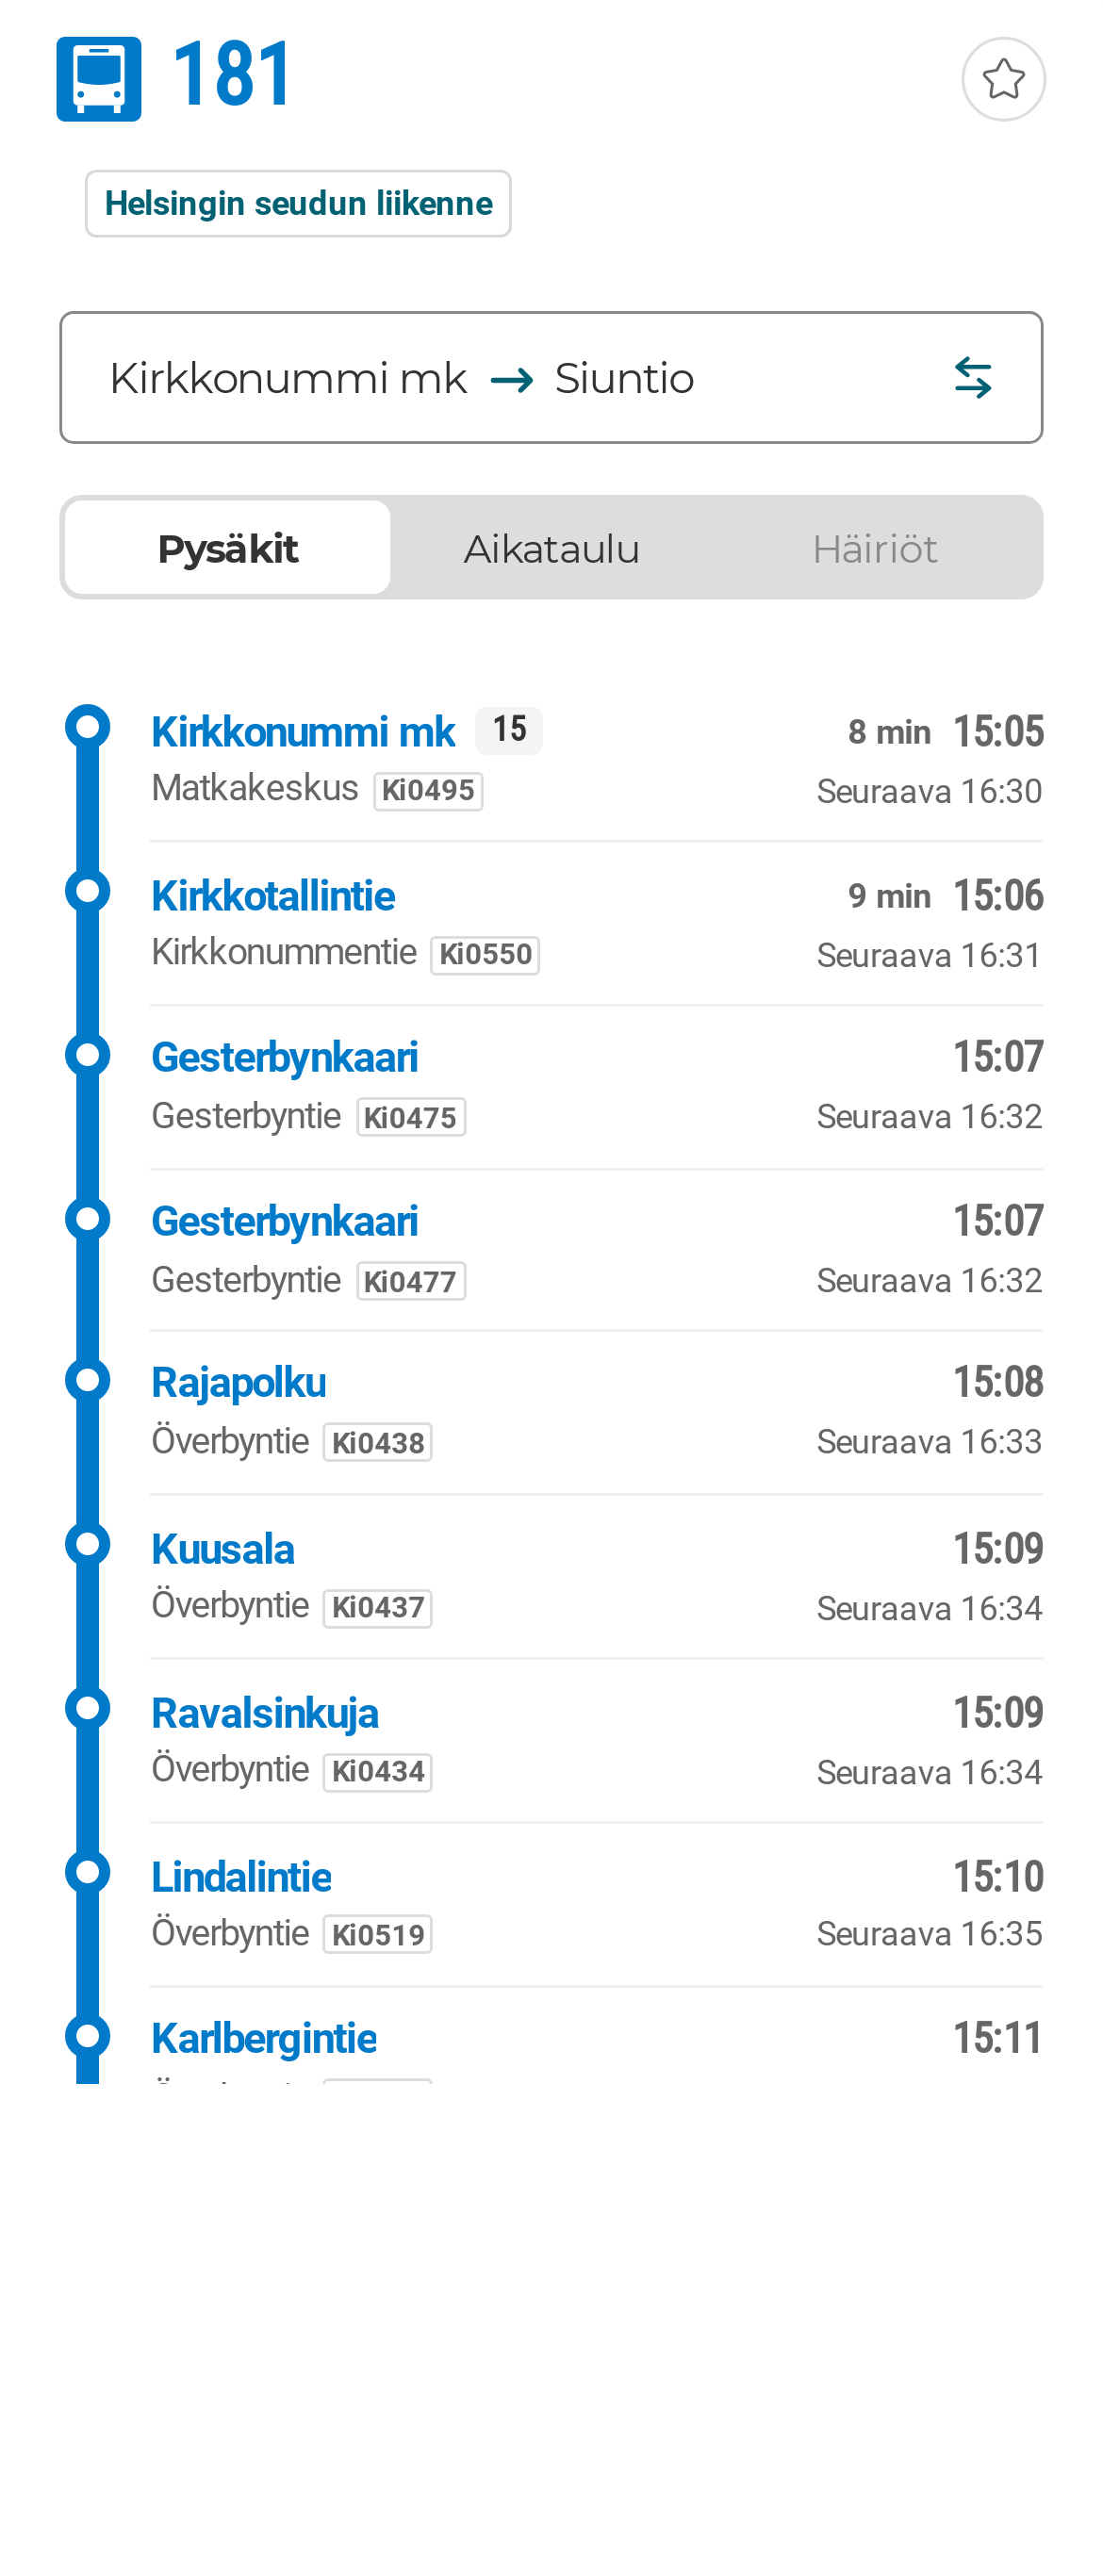 181
Helsingin seudun liikenne
Kirkkonummi mk → Siuntio
Pysäkit Aikataulu Häiriöt
Kirkkonummi mk 15 8 min 15:05
Matkakeskus Ki0495 Seuraava 16:30
Kirkkotallintie 9 min 15:06
Kirkkonummentie Ki0550 Seuraava 16:31
Gesterbynkaari 15:07
Gesterbyntie Ki0475 Seuraava 16:32
Gesterbynkaari 15:07
Gesterbyntie Ki0477 Seuraava 16:32
Rajapolku 15:08
Överbyntie Ki0438 Seuraava 16:33
Kuusala 15:09
Överbyntie Ki0437 Seuraava 16:34
Ravalsinkuja 15:09
Överbyntie Ki0434 Seuraava 16:34
Lindalintie 15:10
Överbyntie Ki0519 Seuraava 16:35
Karlbergintie 15:11